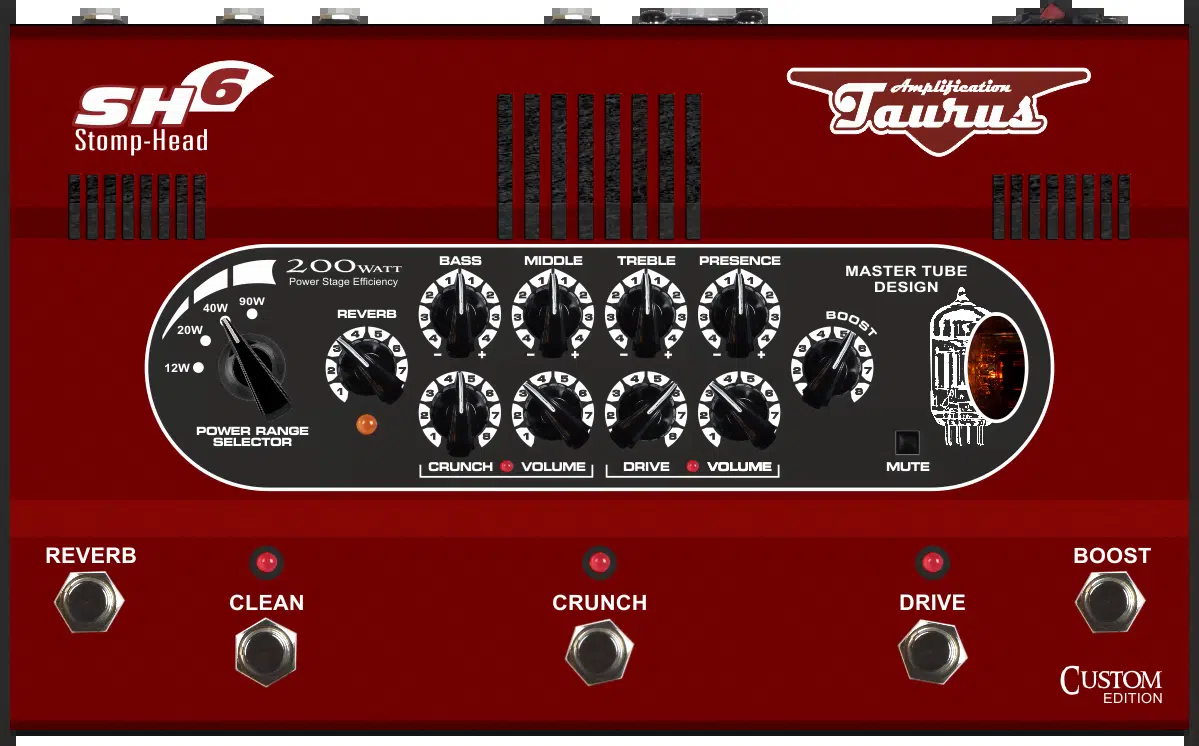 SH6
Stomp-Head
Amplification
Taurus
200WATT
Power Stage Efficiency
12W
20W
40W
90W
POWER RANGE
SELECTOR
REVERB
BASS
MIDDLE
TREBLE
PRESENCE
BOOST
MASTER TUBE
DESIGN
CRUNCH
VOLUME
DRIVE
VOLUME
MUTE
REVERB
CLEAN
CRUNCH
DRIVE
BOOST
CUSTOM
EDITION